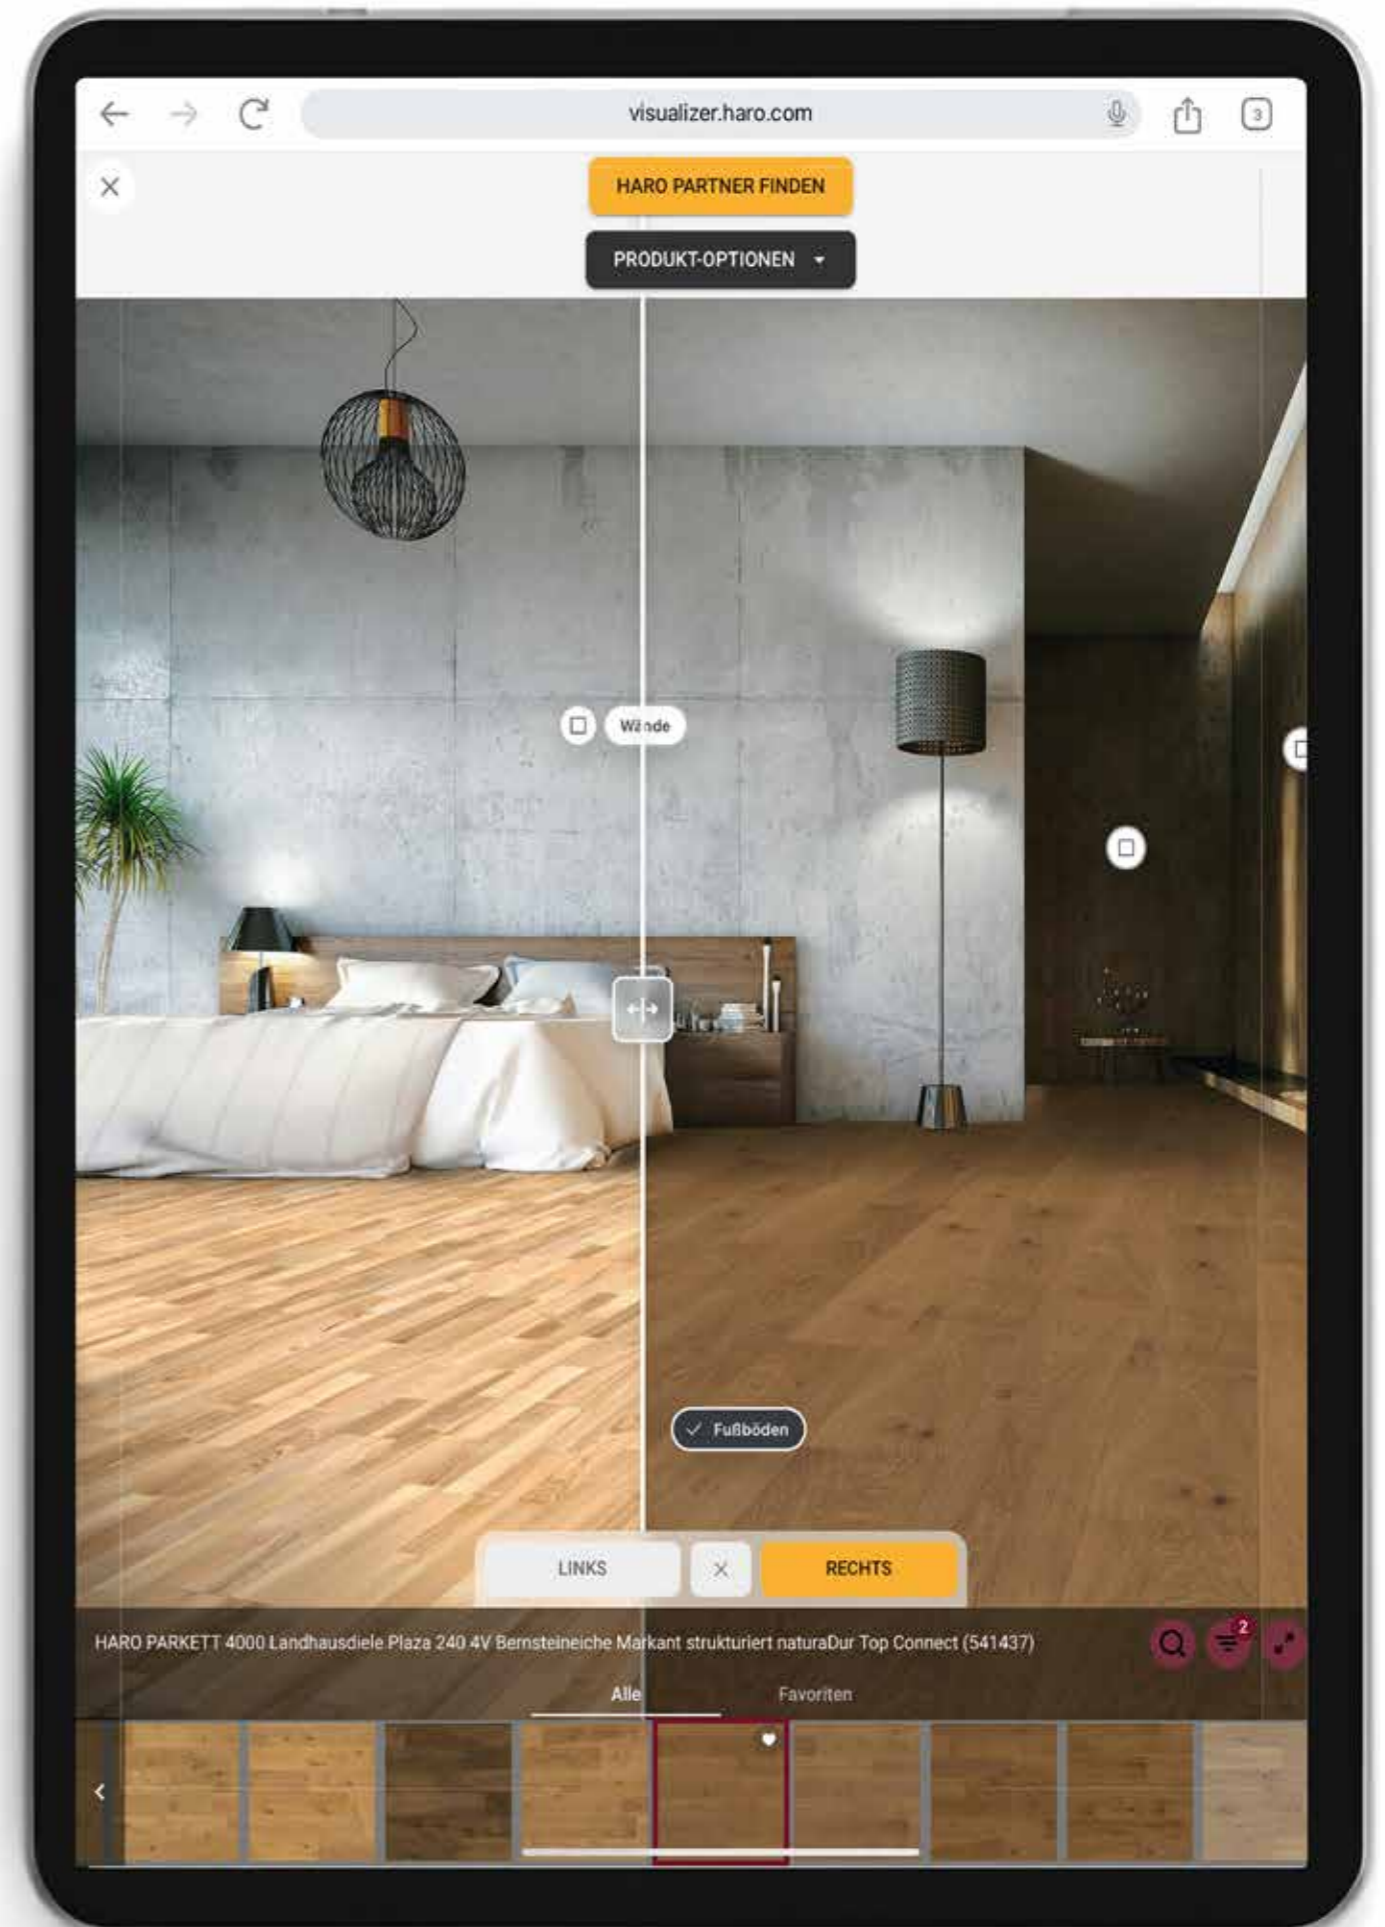 visualizer.haro.com
3
HARO PARTNER FINDEN
PRODUKT-OPTIONEN
Wände
Fußböden
LINKS
RECHTS
HARO PARKETT 4000 Landhausdiele Plaza 240 4V Bernsteineiche Markant strukturiert naturaDur Top Connect (541437)
2
Alle
Favoriten